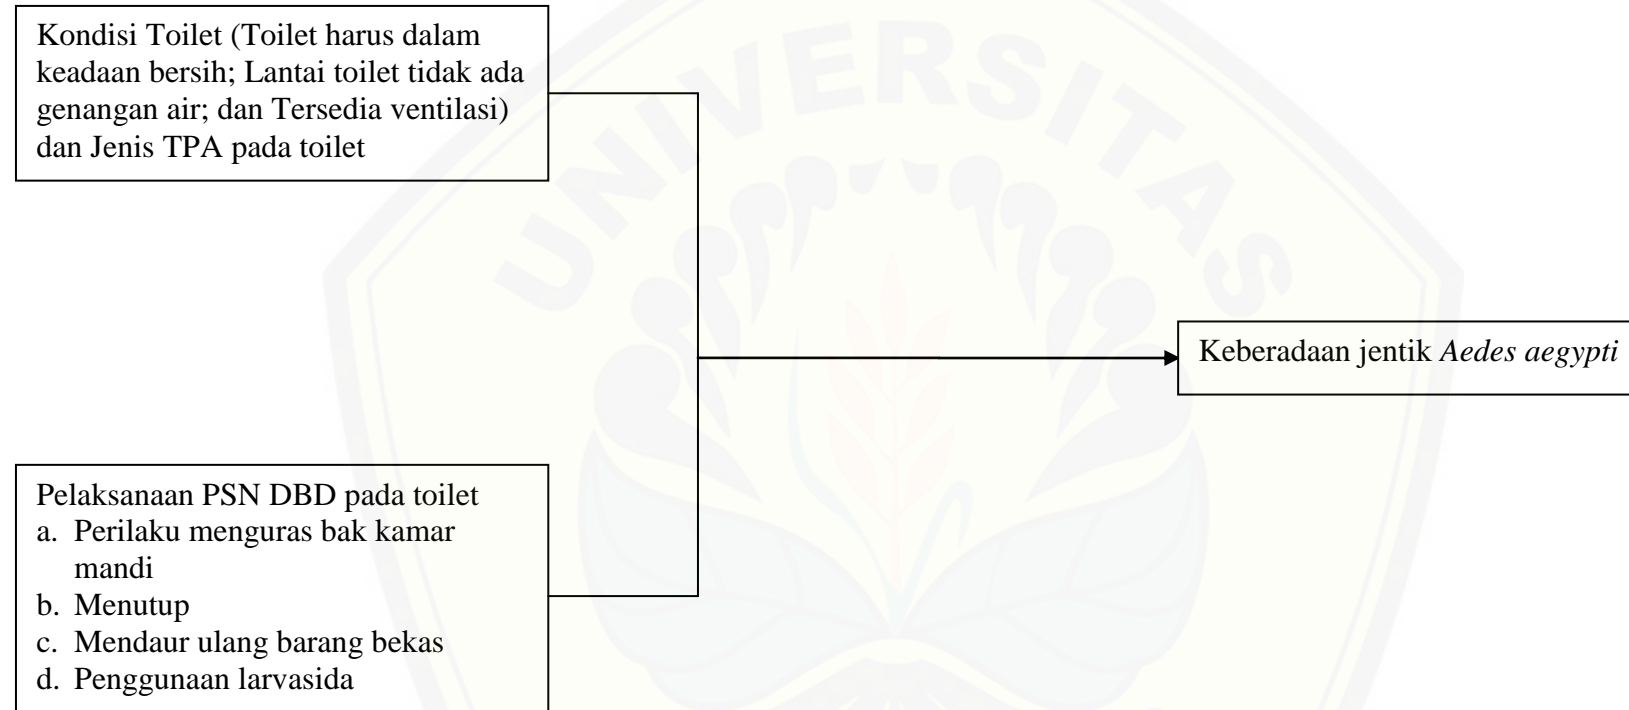 UNIVERSITAS
Kondisi Toilet (Toilet harus dalam
keadaan bersih; Lantai toilet tidak ada
genangan air; dan Tersedia ventilasi)
dan Jenis TPA pada toilet
Keberadaan jentik Aedes aegypti
Pelaksanaan PSN DBD pada toilet
a. Perilaku menguras bak kamar
mandi
b. Menutup
c. Mendaur ulang barang bekas
d. Penggunaan larvasida